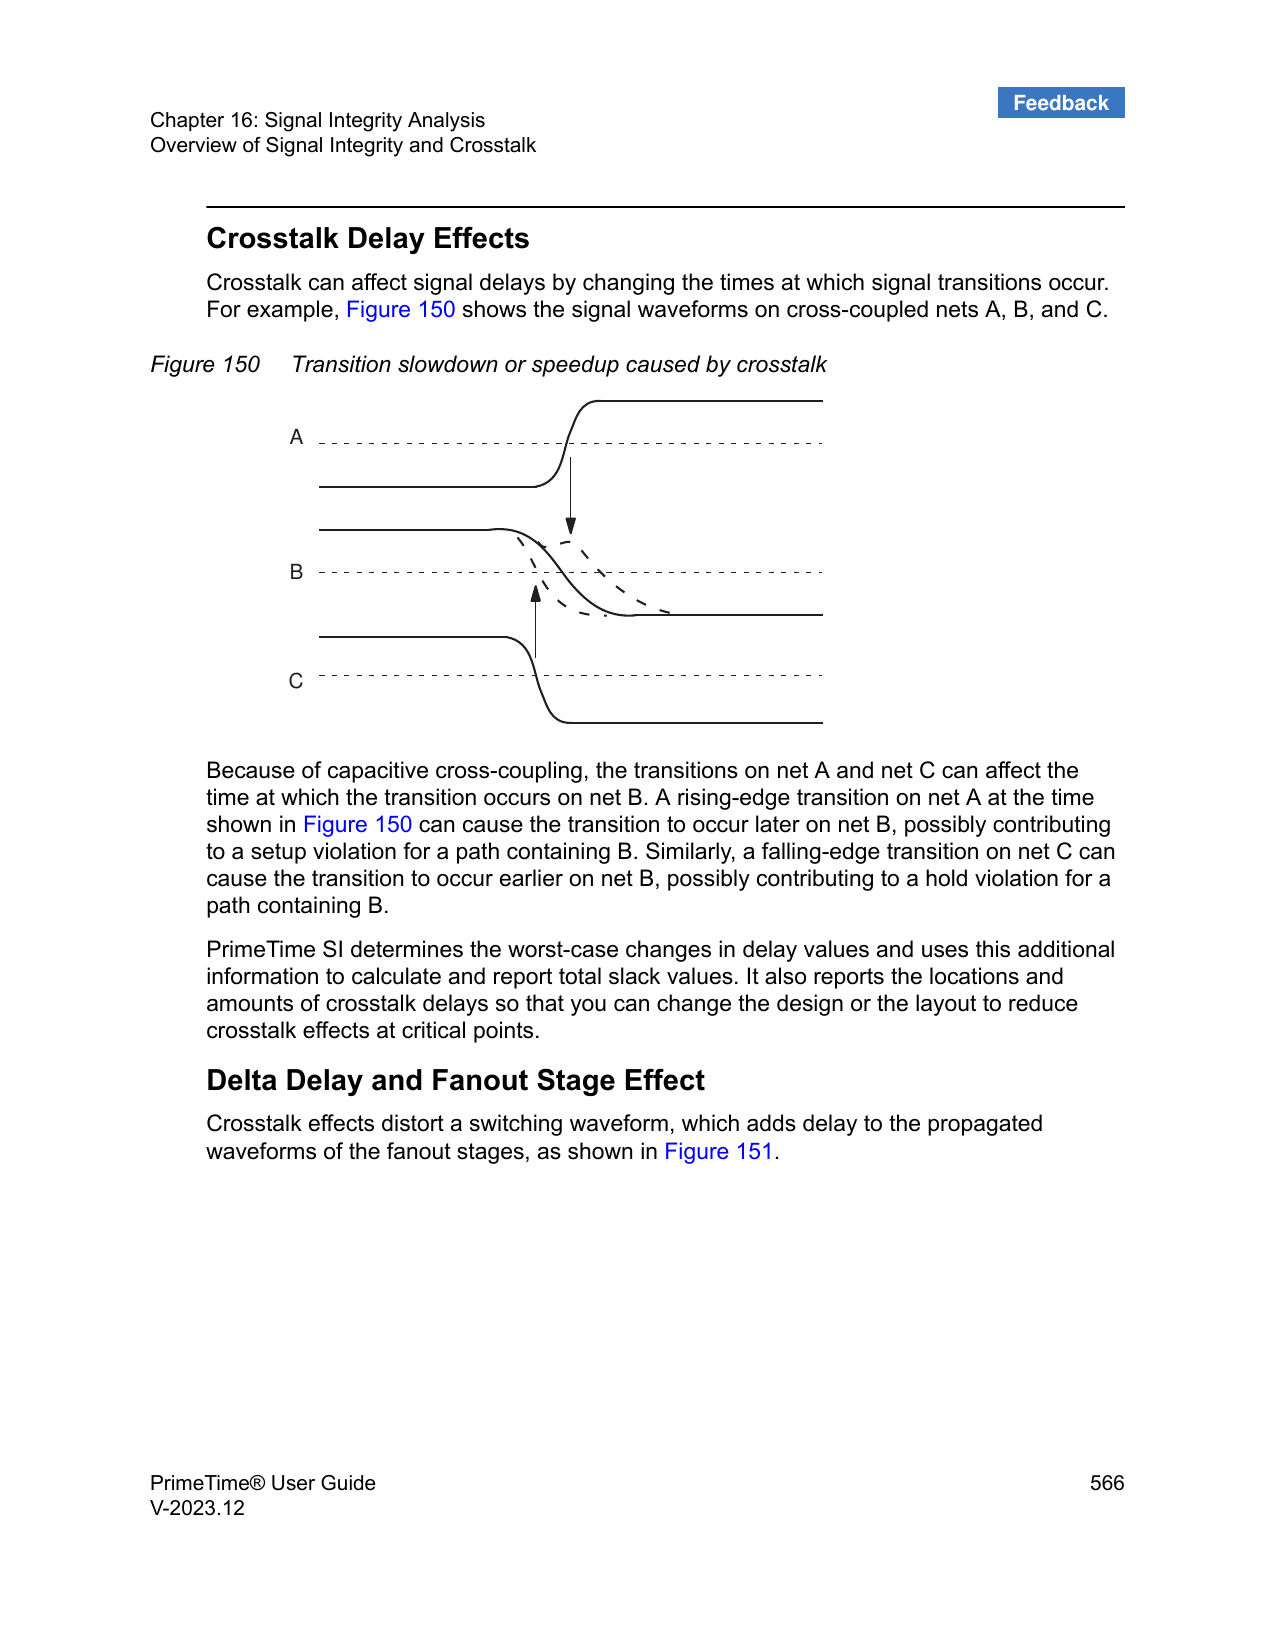 Feedback
Chapter 16: Signal Integrity Analysis
Overview of Signal Integrity and Crosstalk
Crosstalk Delay Effects
Crosstalk can affect signal delays by changing the times at which signal transitions occur.
For example, Figure 150 shows the signal waveforms on cross-coupled nets A, B, and C.
Figure 150 Transition slowdown or speedup caused by crosstalk
A
B
C
Because of capacitive cross-coupling, the transitions on net A and net C can affect the
time at which the transition occurs on net B. A rising-edge transition on net A at the time
shown in Figure 150 can cause the transition to occur later on net B, possibly contributing
to a setup violation for a path containing B. Similarly, a falling-edge transition on net C can
cause the transition to occur earlier on net B, possibly contributing to a hold violation for a
path containing B.
PrimeTime SI determines the worst-case changes in delay values and uses this additional
information to calculate and report total slack values. It also reports the locations and
amounts of crosstalk delays so that you can change the design or the layout to reduce
crosstalk effects at critical points.
Delta Delay and Fanout Stage Effect
Crosstalk effects distort a switching waveform, which adds delay to the propagated
waveforms of the fanout stages, as shown in Figure 151.
PrimeTime® User Guide 566
V-2023.12